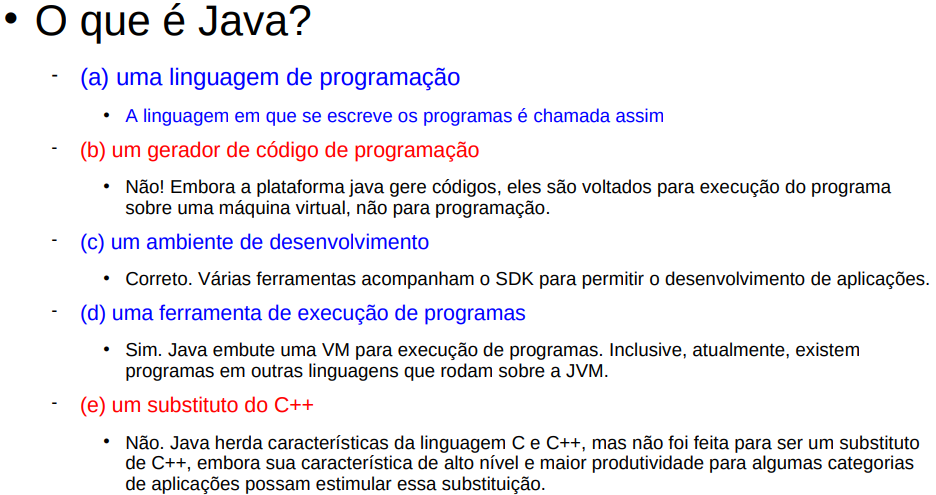 • O que é Java?
- (a) uma linguagem de programação
• A linguagem em que se escreve os programas é chamada assim
- (b) um gerador de código de programação
• Não! Embora a plataforma java gere códigos, eles são voltados para execução do programa
sobre uma máquina virtual, não para programação.
- (c) um ambiente de desenvolvimento
• Correto. Várias ferramentas acompanham o SDK para permitir o desenvolvimento de aplicações.
- (d) uma ferramenta de execução de programas
• Sim. Java embute uma VM para execução de programas. Inclusive, atualmente, existem
programas em outras linguagens que rodam sobre a JVM.
- (e) um substituto do C++
• Não. Java herda características da linguagem C e C++, mas não foi feita para ser um substituto
de C++, embora sua característica de alto nível e maior produtividade para algumas categorias
de aplicações possam estimular essa substituição.